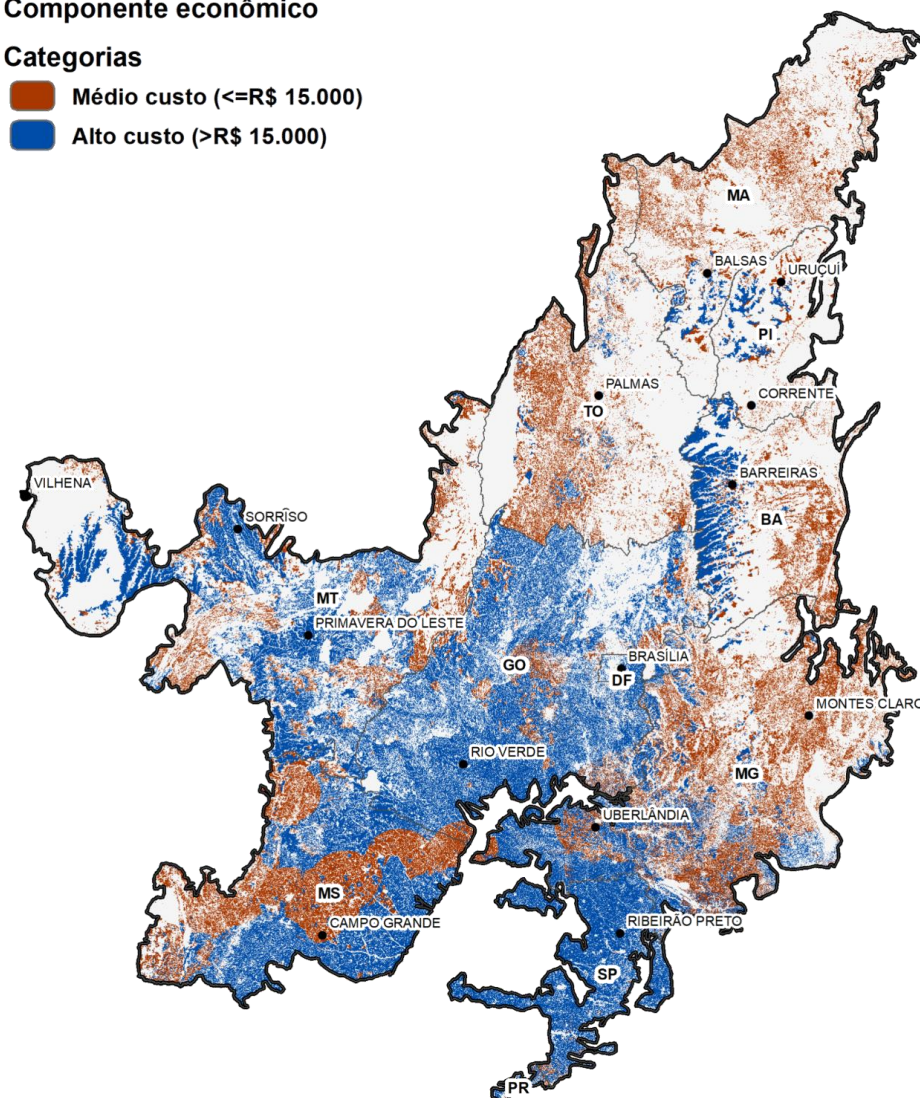 Componente econômico
Categorias
Médio custo (<=R$ 15.000)
Alto custo (>R$ 15.000)
MA
BALSAS
URUÇUÍ
PI
PALMAS
TO
CORRENTE
BARREIRAS
BA
VILHENA
SORRISO
MT
PRIMAVERA DO LESTE
GO
BRASÍLIA
DF
MONTES CLARO
RIO VERDE
MG
UBERLÂNDIA
MS
CAMPO GRANDE
RIBEIRÃO PRETO
SP
PR